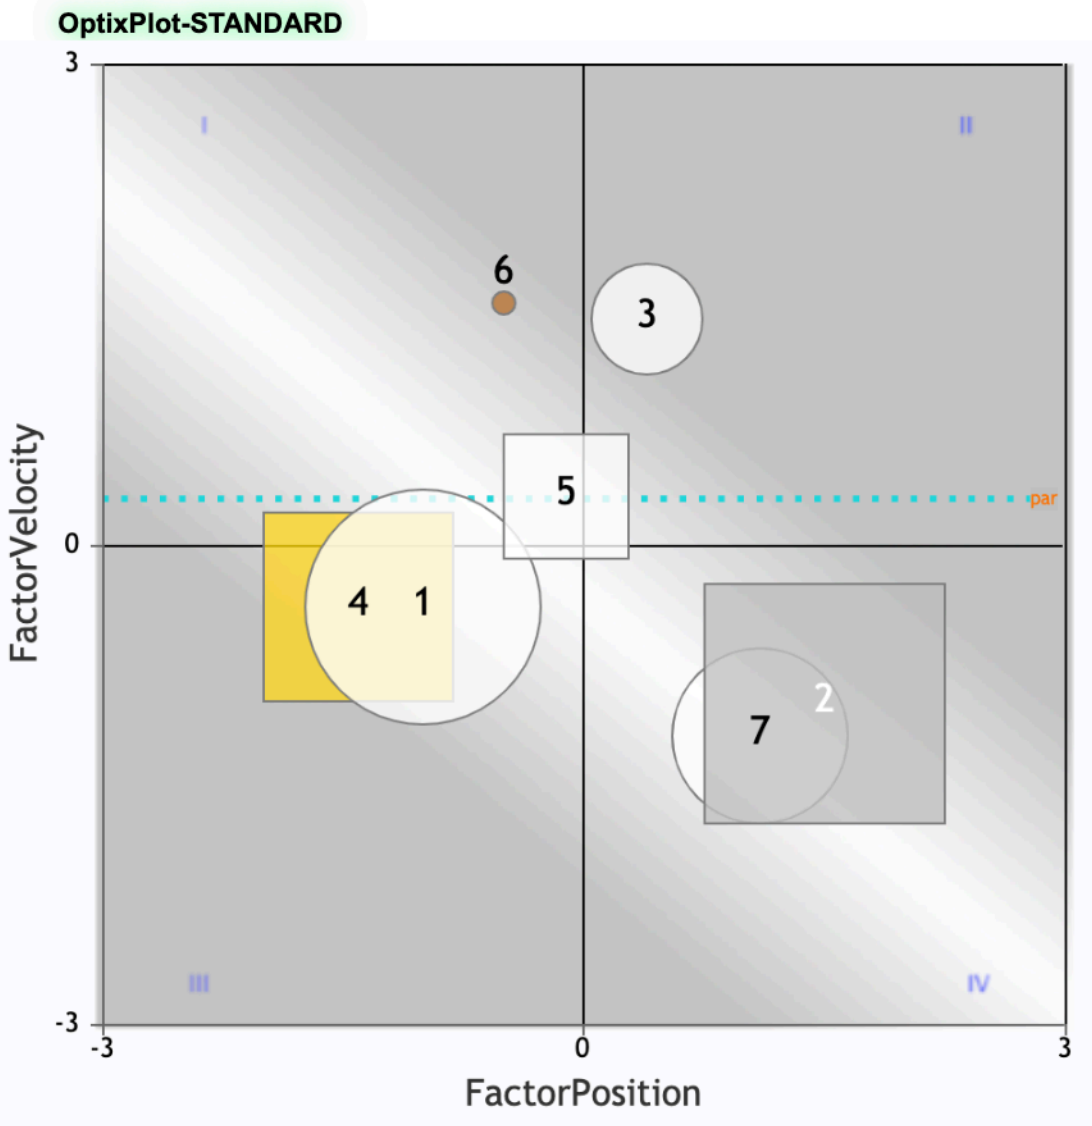 OptixPlot-STANDARD
3
I
II
6
3
FactorVelocity
5
par
0
4 1
2
7
III
IV
-3
-3 0 3
FactorPosition